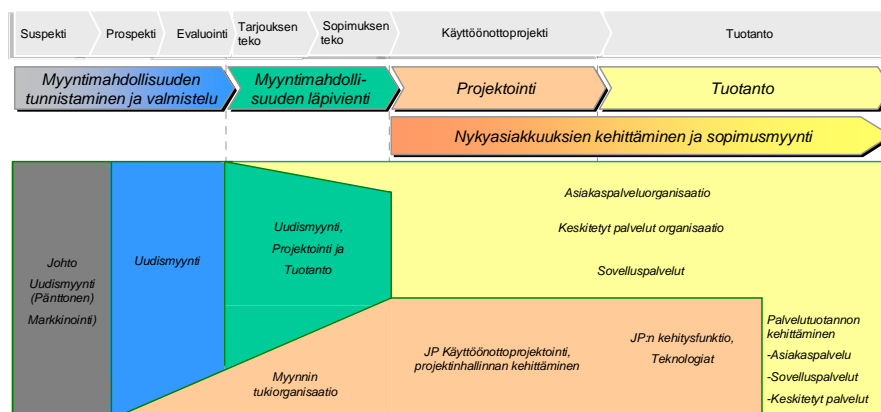 Suspekti
Prospekti
Evaluointi
Tarjouksen
teko
Sopimuksen
teko
Käyttöönottoprojekti
Tuotanto
Myyntimahdollisuuden
tunnistaminen ja valmistelu
Myyntimahdolli-
suuden läpivienti
Projektointi
Tuotanto
Nykyasiakkuuksien kehittäminen ja sopimusmyynti
Johto
Uudismyynti
(Pänttonen)
Markkinointi)
Uudismyynti
Uudismyynti,
Projektointi ja
Tuotanto
Asiakaspalveluorganisaatio
Keskitetyt palvelut organisaatio
Sovelluspalvelut
Myynnin
tukiorganisaatio
JP Käyttöönottoprojektointi,
projektinhallinnan kehittäminen
JP:n kehitysfunktio,
Teknologiat
Palvelutuotannon
kehittäminen
-Asiakaspalvelu
-Sovelluspalvelut
-Keskitetyt palvelut